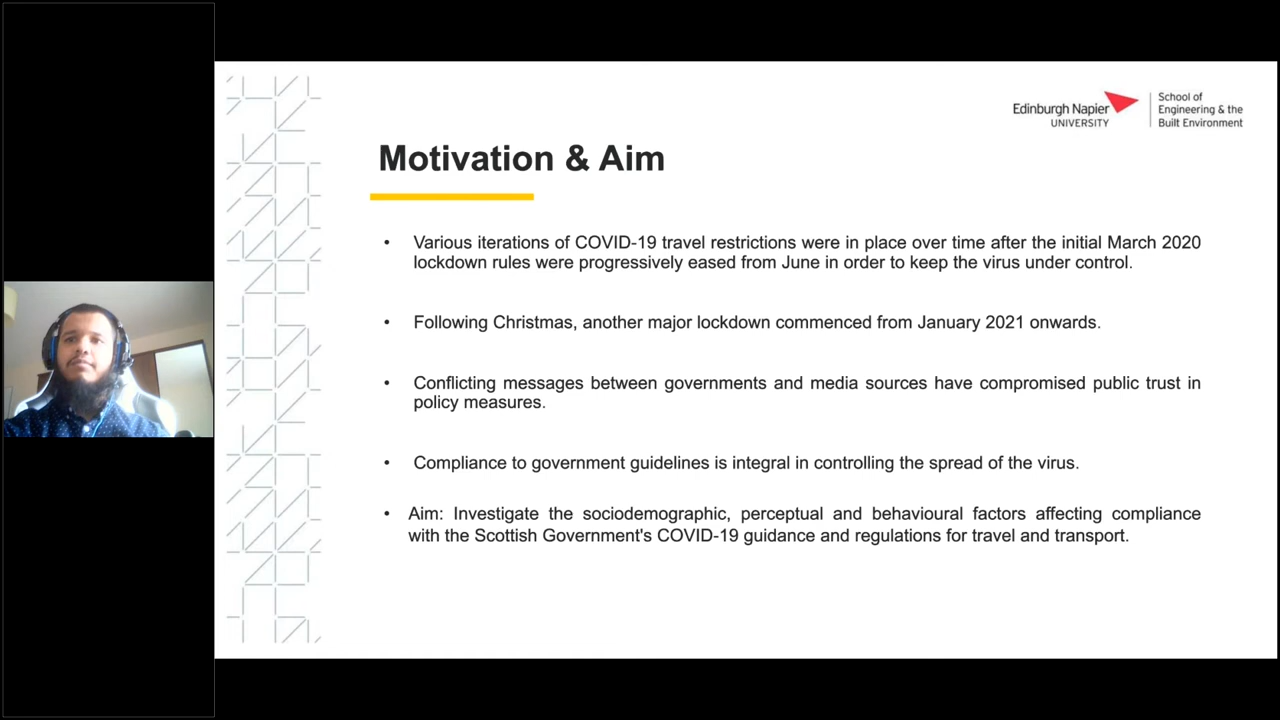 Edinburgh Napier
UNIVERSITY
School of
Engineering & the
Built Environment
Motivation & Aim
• Various iterations of COVID-19 travel restrictions were in place over time after the initial March 2020
lockdown rules were progressively eased from June in order to keep the virus under control.
• Following Christmas, another major lockdown commenced from January 2021 onwards.
• Conflicting messages between governments and media sources have compromised public trust in
policy measures.
• Compliance to government guidelines is integral in controlling the spread of the virus.
• Aim: Investigate the sociodemographic, perceptual and behavioural factors affecting compliance
with the Scottish Government's COVID-19 guidance and regulations for travel and transport.